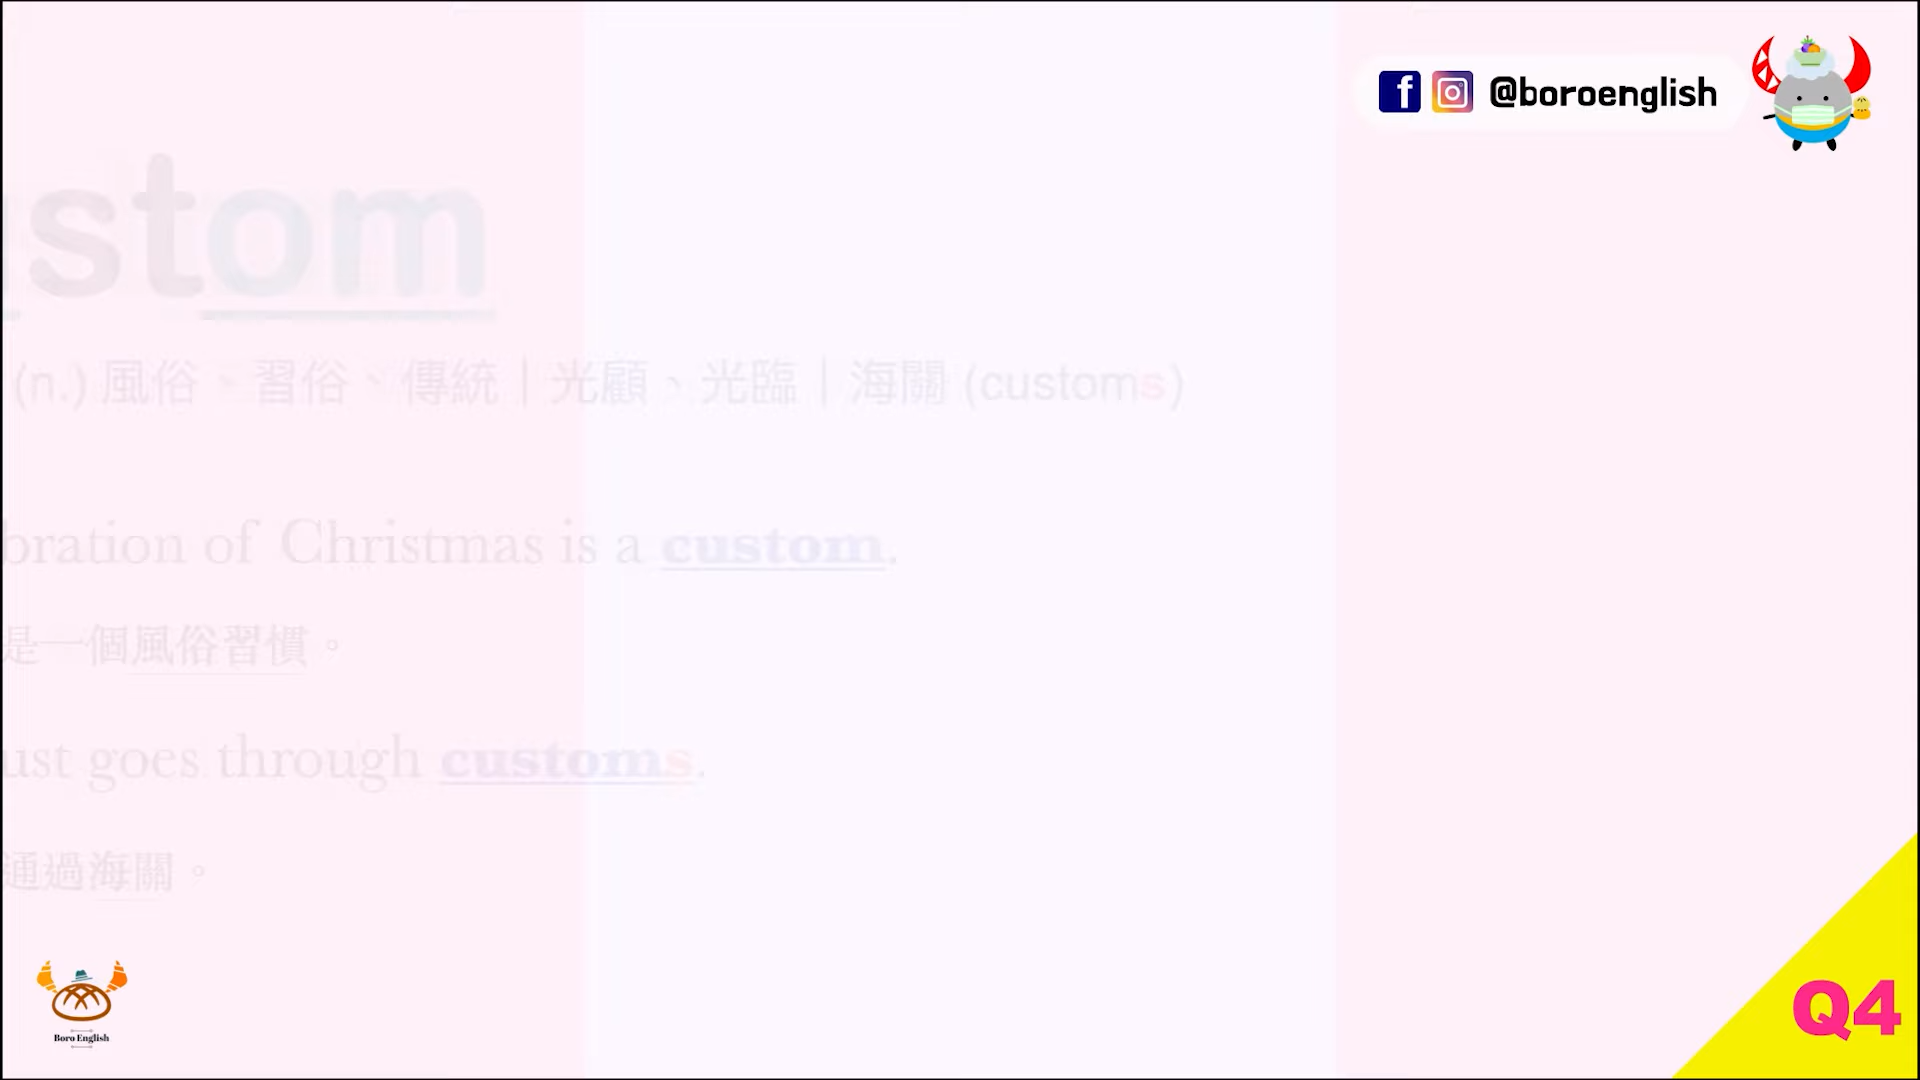 @boroenglish
stom
(n.) 風俗、習俗、傳統｜光顧、光臨｜海關 (customs)
bration of Christmas is a custom.
是一個風俗習慣。
ust goes through customs.
通過海關。
Boro English
Q4